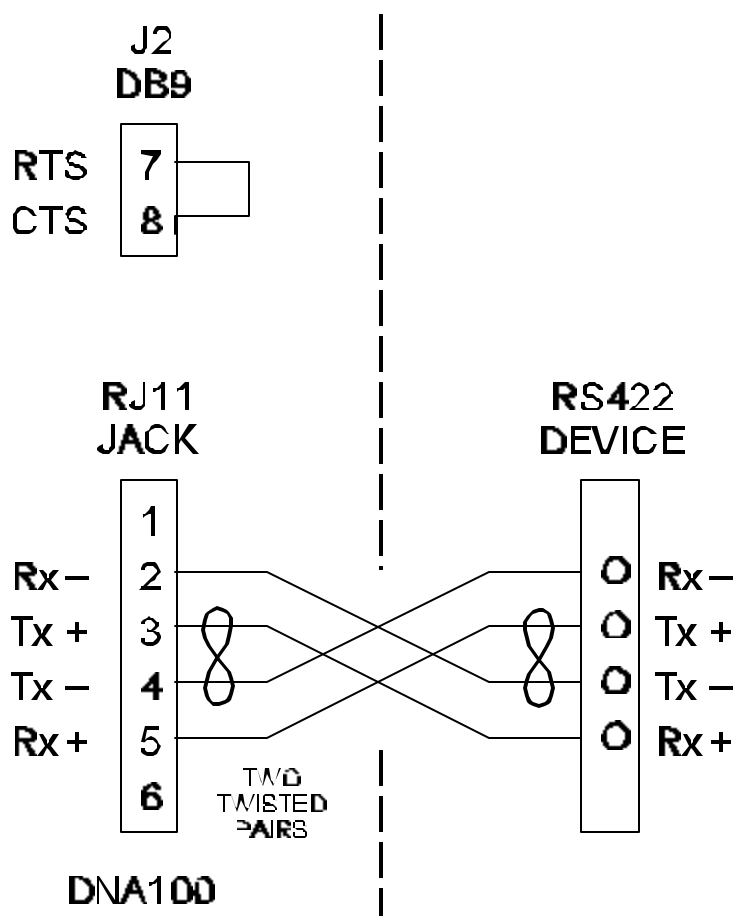 J2
DB9
RTS 7
CTS 8
RJ11
JACK
RS422
DEVICE
1
Rx− 2 Rx−
Tx+ 3 Tx+
Tx− 4 Tx−
Rx+ 5 Rx+
6
TWO
TWISTED
PAIRS
DNA100